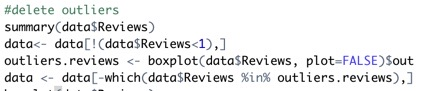 #delete outliers
summary(data$Reviews)
data<- data[!(data$Reviews<1),]
outliers.reviews <- boxplot(data$Reviews, plot=FALSE)$out
data <- data[-which(data$Reviews %in% outliers.reviews),]